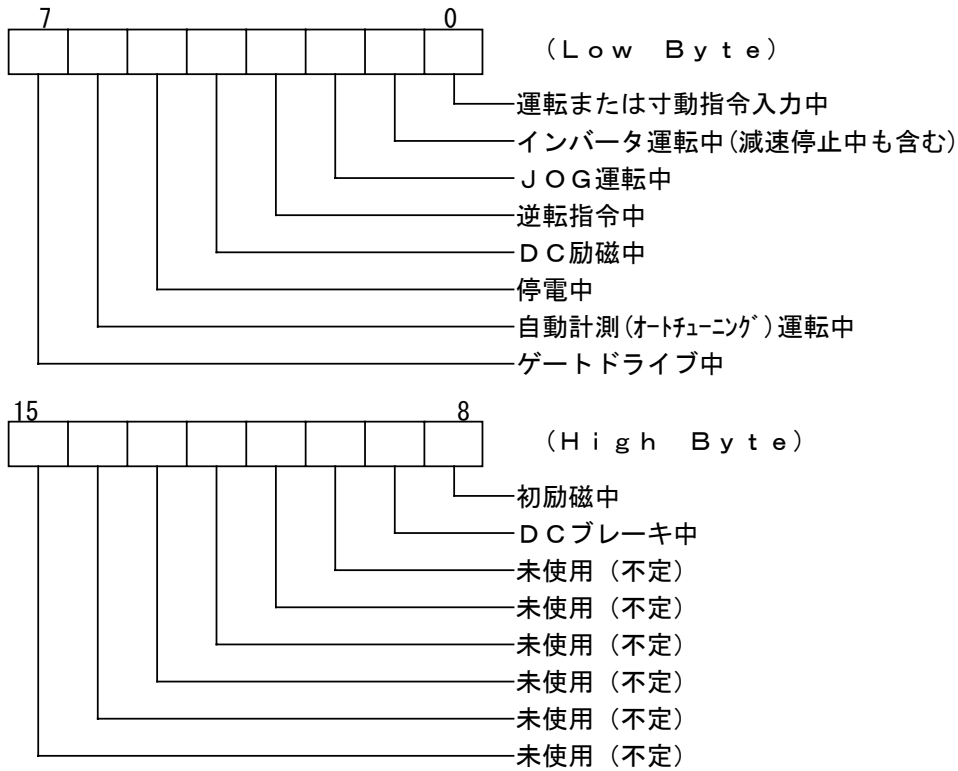 7 0
(Low Byte)
運転または寸動指令入力中
インバータ運転中(減速停止中も含む)
JOG運転中
逆転指令中
DC励磁中
停電中
自動計測(ｵｰﾄﾁｭｰﾆﾝｸﾞ)運転中
ゲートドライブ中
15 8
(High Byte)
初励磁中
DCブレーキ中
未使用(不定)
未使用(不定)
未使用(不定)
未使用(不定)
未使用(不定)
未使用(不定)